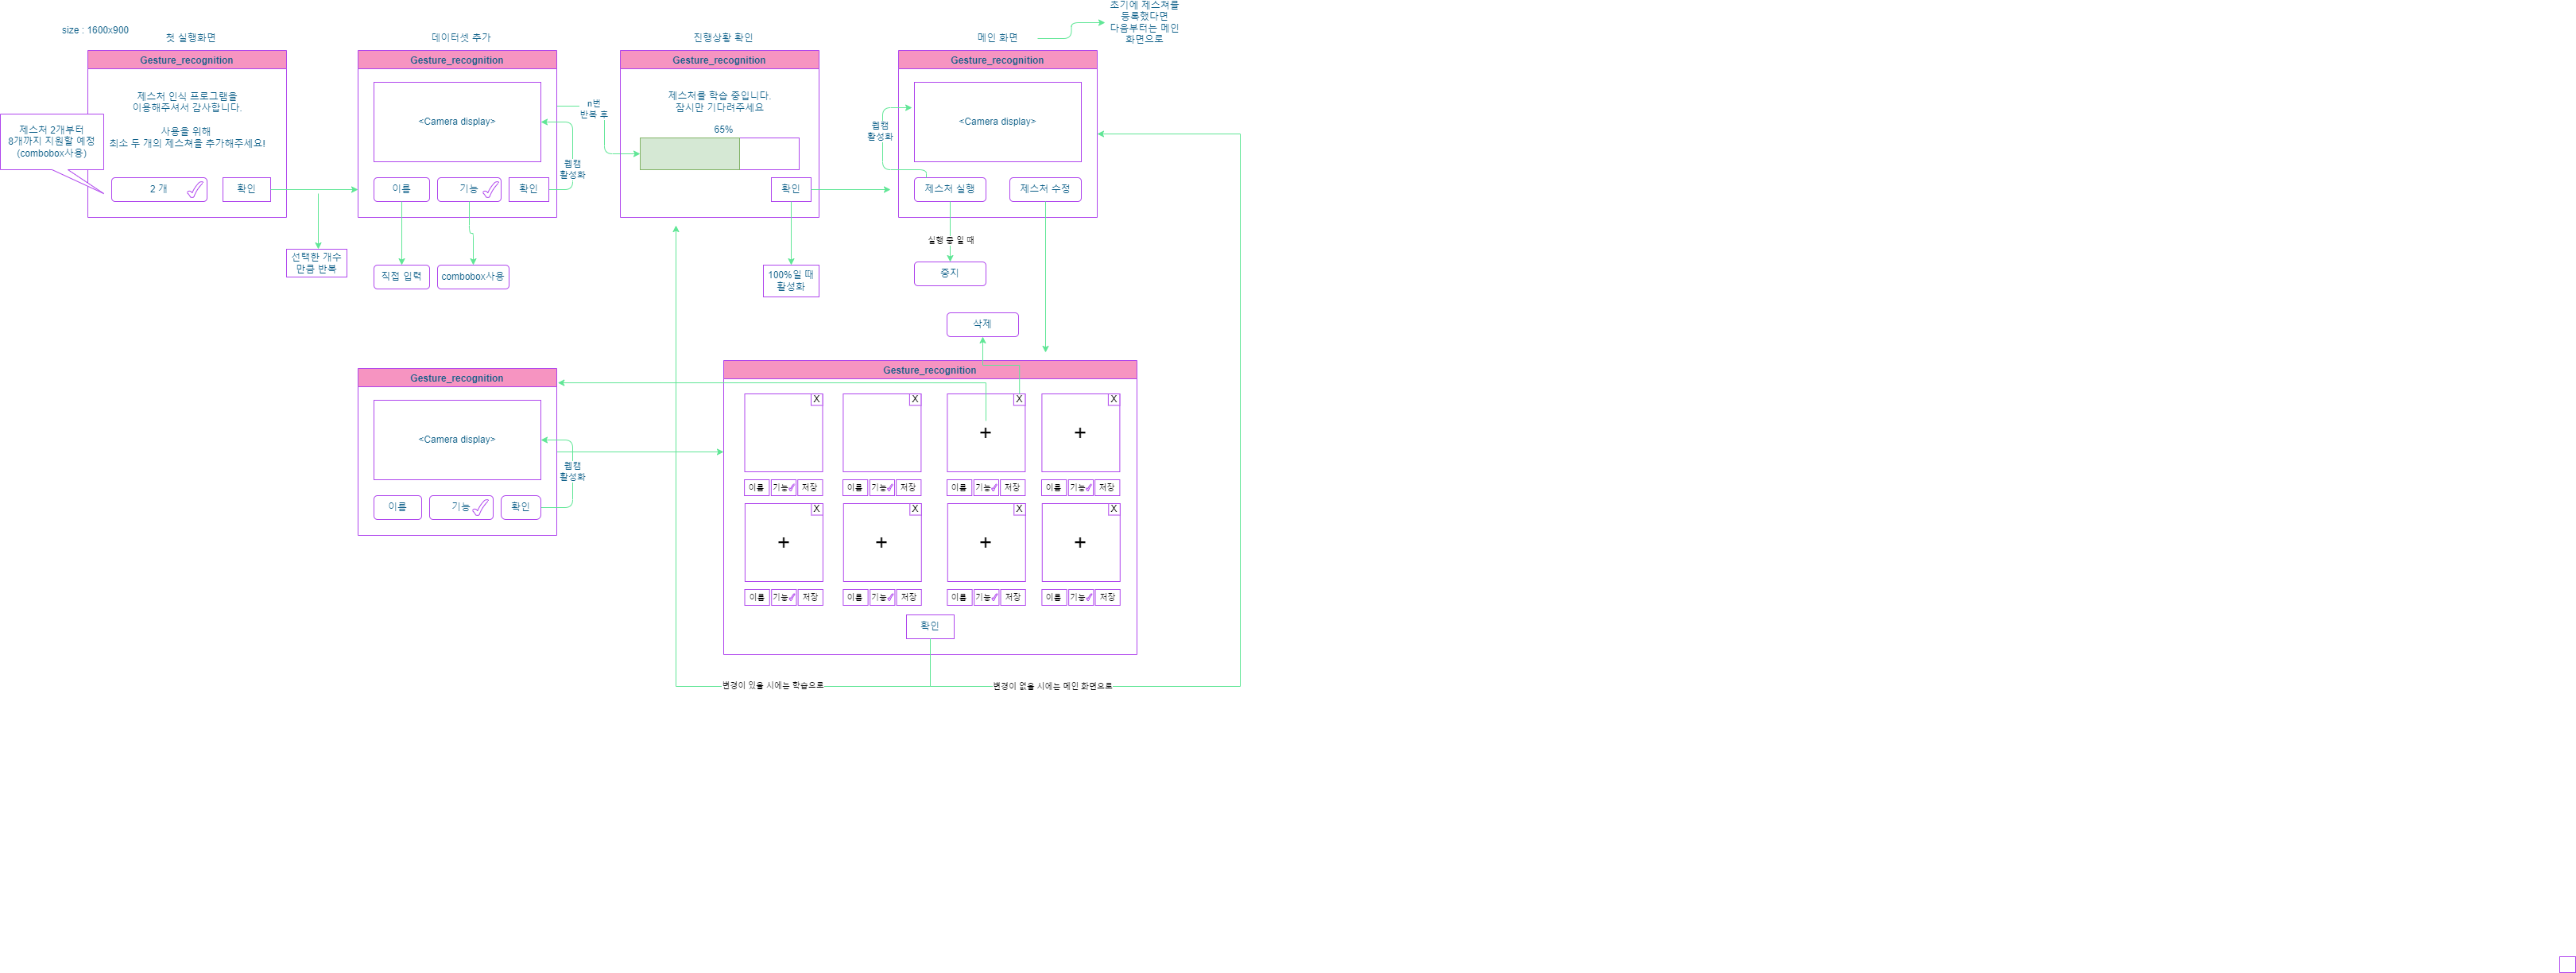 size : 1600x900
첫 실행화면
데이터셋 추가
진행상황 확인
메인 화면
초기에 제스쳐를
등록했다면
다음부터는 메인
화면으로
Gesture_recognition
제스처 인식 프로그램을
이용해주셔서 감사합니다.
사용을 위해
최소 두 개의 제스쳐를 추가해주세요!
제스처 2개부터
8개까지 지원할 예정
(combobox사용)
2 개
확인
선택한 개수
만큼 반복
Gesture_recognition
<Camera display>
웹캠
활성화
이름
기능
확인
직접 입력
combobox사용
n번
반복 후
Gesture_recognition
제스처를 학습 중입니다.
잠시만 기다려주세요
65%
확인
100%일 때
활성화
Gesture_recognition
<Camera display>
웹캠
활성화
제스처 실행
제스처 수정
실행 중 일 때
중지
삭제
Gesture_recognition
<Camera display>
웹캠
활성화
이름
기능
확인
Gesture_recognition
X
X
X
X
+
+
이름 기능 저장
이름 기능 저장
이름 기능 저장
이름 기능 저장
X
X
X
X
+
+
+
+
이름 기능 저장
이름 기능 저장
이름 기능 저장
이름 기능 저장
확인
변경이 있을 시에는 학습으로
변경이 없을 시에는 메인 화면으로